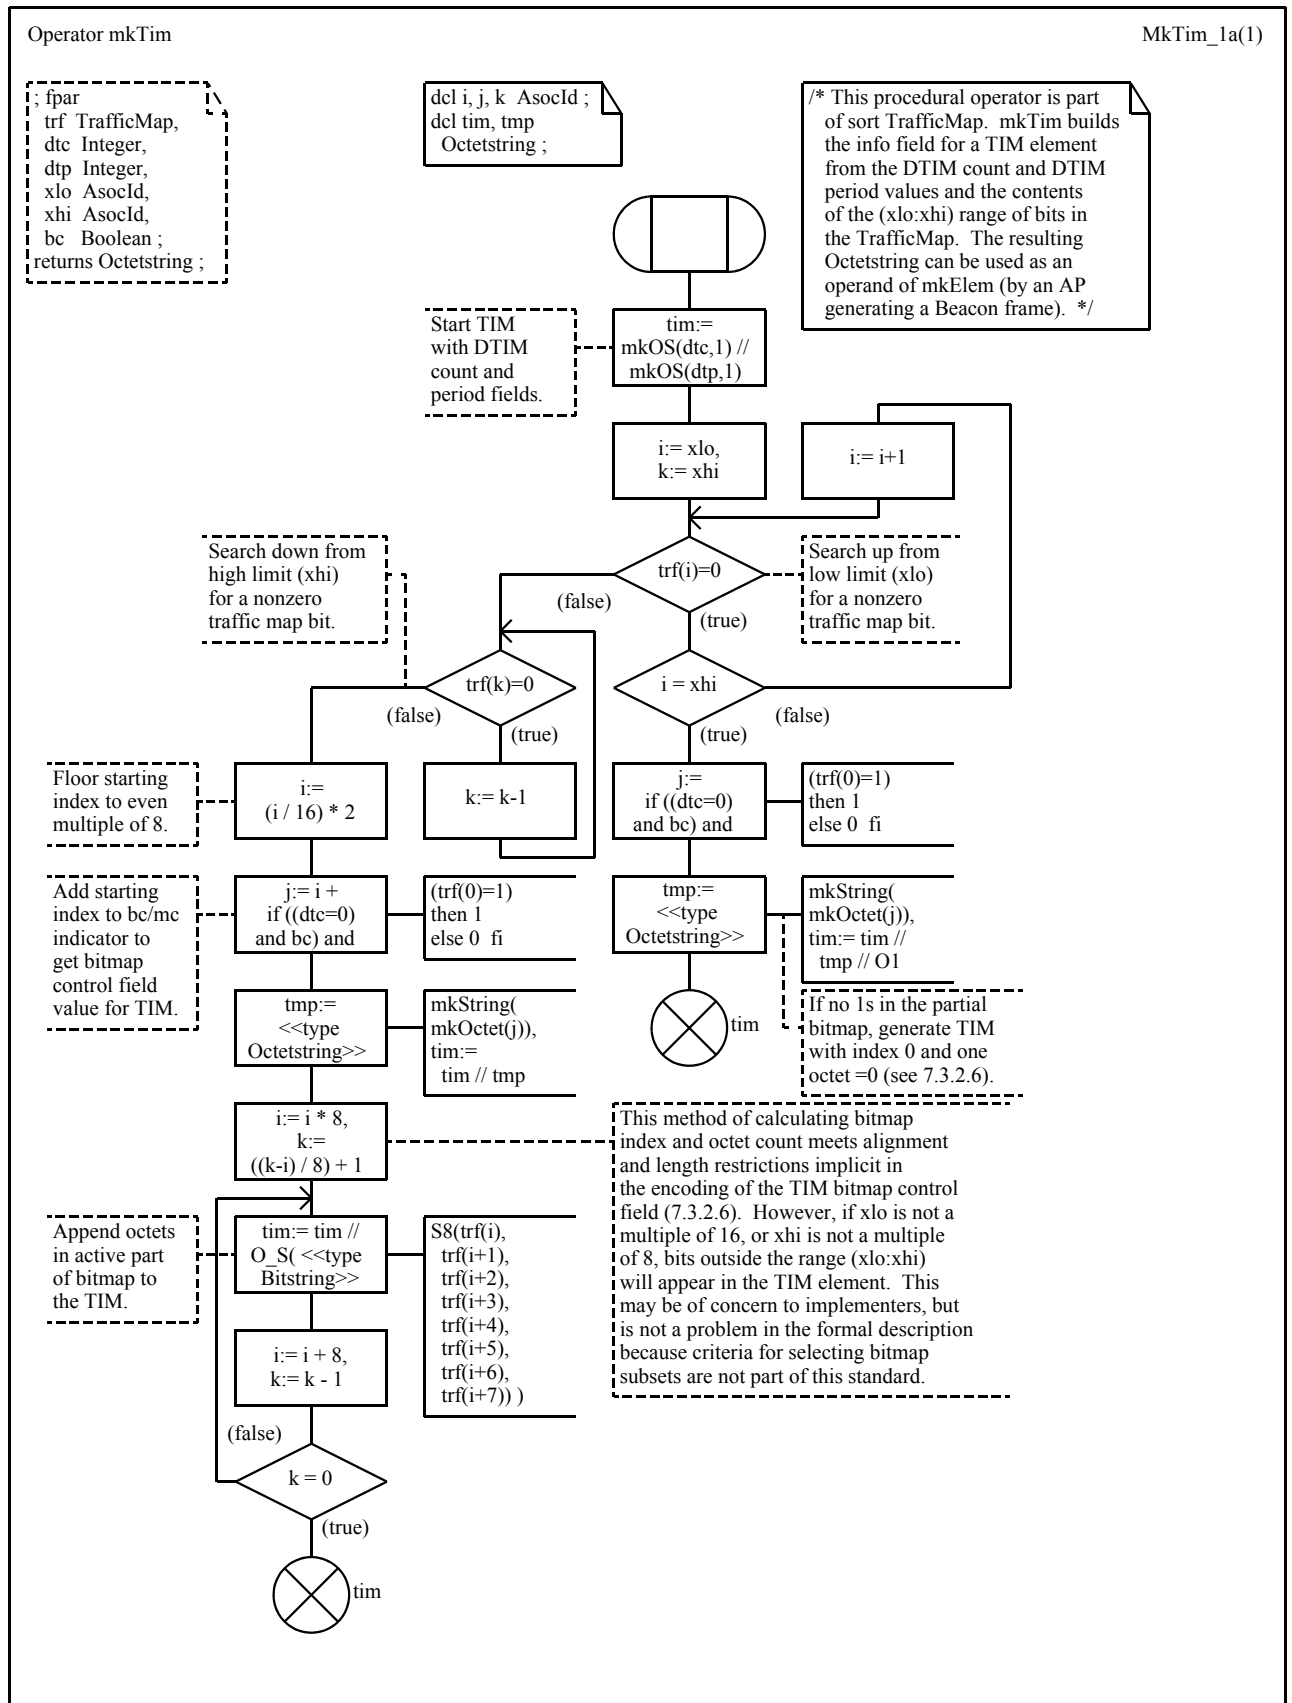 Operator mkTim
MkTim_1a(1)
; fpar
trf TrafficMap,
dtc Integer,
dtp Integer,
xlo AsocId,
xhi AsocId,
bc Boolean ;
returns Octetstring ;
dcl i, j, k AsocId ;
dcl tim, tmp
Octetstring ;
/* This procedural operator is part
of sort TrafficMap. mkTim builds
the info field for a TIM element
from the DTIM count and DTIM
period values and the contents
of the (xlo:xhi) range of bits in
the TrafficMap. The resulting
Octetstring can be used as an
operand of mkElem (by an AP
generating a Beacon frame). */
Start TIM
with DTIM
count and
period fields.
tim:=
mkOS(dtc,1) //
mkOS(dtp,1)
i:= xlo,
k:= xhi
i:= i+1
Search down from
high limit (xhi)
for a nonzero
traffic map bit.
trf(i)=0
Search up from
low limit (xlo)
for a nonzero
traffic map bit.
(false)
(true)
trf(k)=0
i = xhi
(false)
(true)
(true)
(false)
Floor starting
index to even
multiple of 8.
i:=
(i / 16) * 2
k:= k-1
j:=
if ((dtc=0)
and bc) and
(trf(0)=1)
then 1
else 0 fi
Add starting
index to bc/mc
indicator to
get bitmap
control field
value for TIM.
j:= i +
if ((dtc=0)
and bc) and
(trf(0)=1)
then 1
else 0 fi
tmp:=
<<type
Octetstring>>
mkString(
mkOctet(j)),
tim:= tim //
tmp // O1
tim
If no 1s in the partial
bitmap, generate TIM
with index 0 and one
octet =0 (see 7.3.2.6).
tmp:=
<<type
Octetstring>>
mkString(
mkOctet(j)),
tim:=
tim // tmp
i:= i * 8,
k:=
((k-i) / 8) + 1
This method of calculating bitmap
index and octet count meets alignment
and length restrictions implicit in
the encoding of the TIM bitmap control
field (7.3.2.6). However, if xlo is not a
multiple of 16, or xhi is not a multiple
of 8, bits outside the range (xlo:xhi)
will appear in the TIM element. This
may be of concern to implementers, but
is not a problem in the formal description
because criteria for selecting bitmap
subsets are not part of this standard.
Append octets
in active part
of bitmap to
the TIM.
tim:= tim //
O_S( <<type
Bitstring>>
S8(trf(i),
trf(i+1),
trf(i+2),
trf(i+3),
trf(i+4),
trf(i+5),
trf(i+6),
trf(i+7)) )
i:= i + 8,
k:= k - 1
(false)
k = 0
(true)
tim